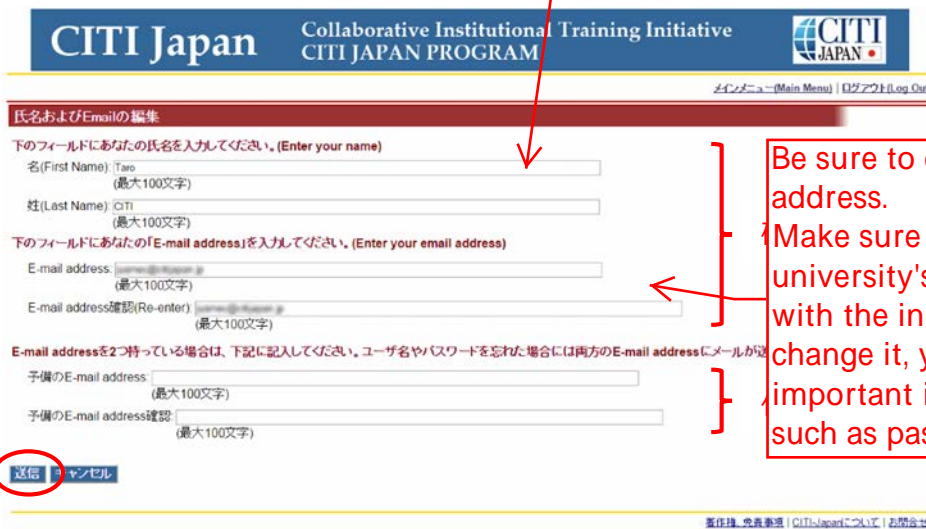 CITI Japan
Collaborative Institutional Training Initiative
CITI JAPAN PROGRAM
CITI
JAPAN
メインメニュー(Main Menu) | ログアウト(Log Ou
氏名およびEmailの編集
下のフィールドにあなたの氏名を入力してください。(Enter your name)
名(First Name): Taro
(最大100文字)
姓(Last Name): CITI
(最大100文字)
下のフィールドにあなたの「E-mail address」を入力してください。(Enter your email address)
E-mail address:
(最大100文字)
E-mail address確認(Re-enter):
(最大100文字)
E-mail addressを2つ持っている場合は、下記に記入してください。ユーザ名やパスワードを忘れた場合には両方のE-mail addressにメールが送
予備のE-mail address:
(最大100文字)
予備のE-mail address確認:
(最大100文字)
送信 キャンセル
Be sure to
address.
Make sure
university's
with the in
change it, y
important i
such as pas
著作権、免責事項 | CITI-Japanについて | お問合せ